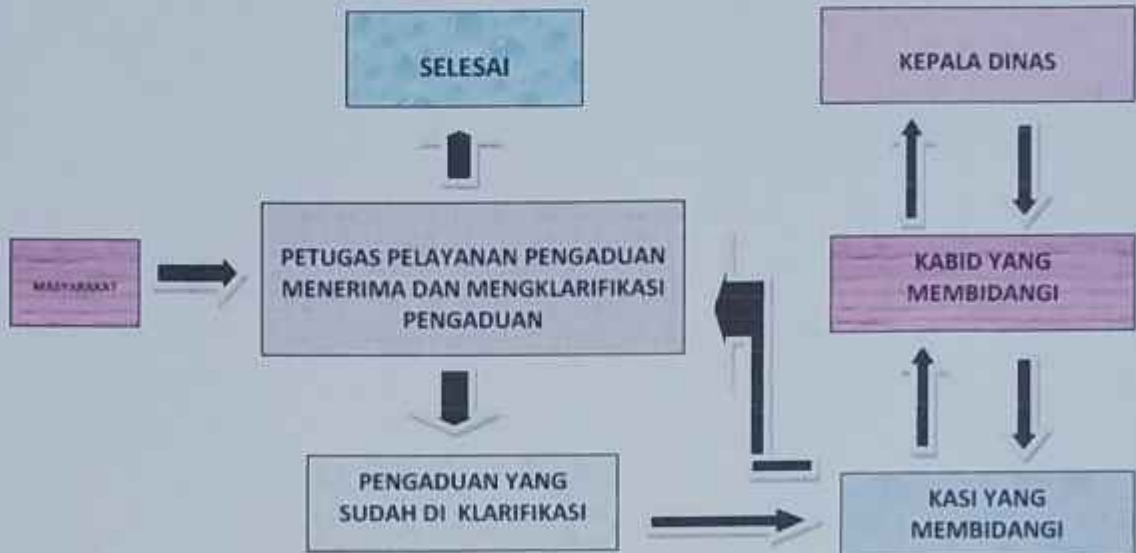 SELESAI
KEPALA DINAS
MASYARAKAT
PETUGAS PELAYANAN PENGADUAN
MENERIMA DAN MENGKLARIFIKASI
PENGADUAN
KABID YANG
MEMBIDANGI
PENGADUAN YANG
SUDAH DI KLARIFIKASI
KASI YANG
MEMBIDANGI